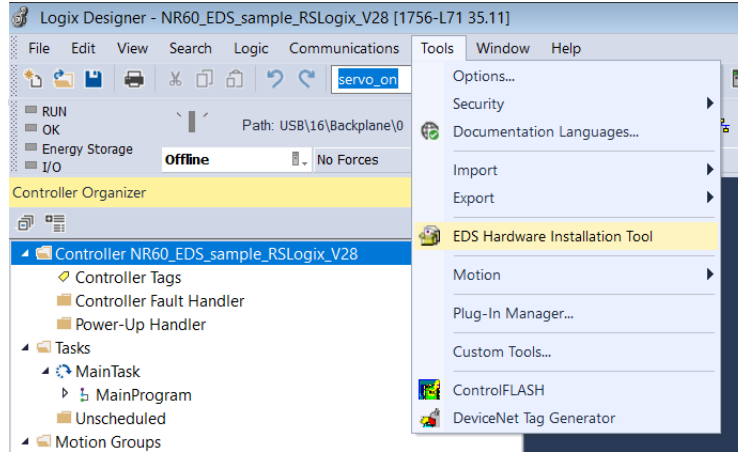 Logix Designer - NR60_EDS_sample_RSLogix_V28 [1756-L71 35.11]
File Edit View Search Logic Communications Tools Window Help
servo_on
RUN
OK
Energy Storage
I/O
Path: USB\16\Backplane\0
Offline
No Forces
Controller Organizer
Controller NR60_EDS_sample_RSLogix_V28
Controller Tags
Controller Fault Handler
Power-Up Handler
Tasks
MainTask
MainProgram
Unscheduled
Motion Groups
Options...
Security
Documentation Languages...
Import
Export
EDS Hardware Installation Tool
Motion
Plug-In Manager...
Custom Tools...
ControlFLASH
DeviceNet Tag Generator